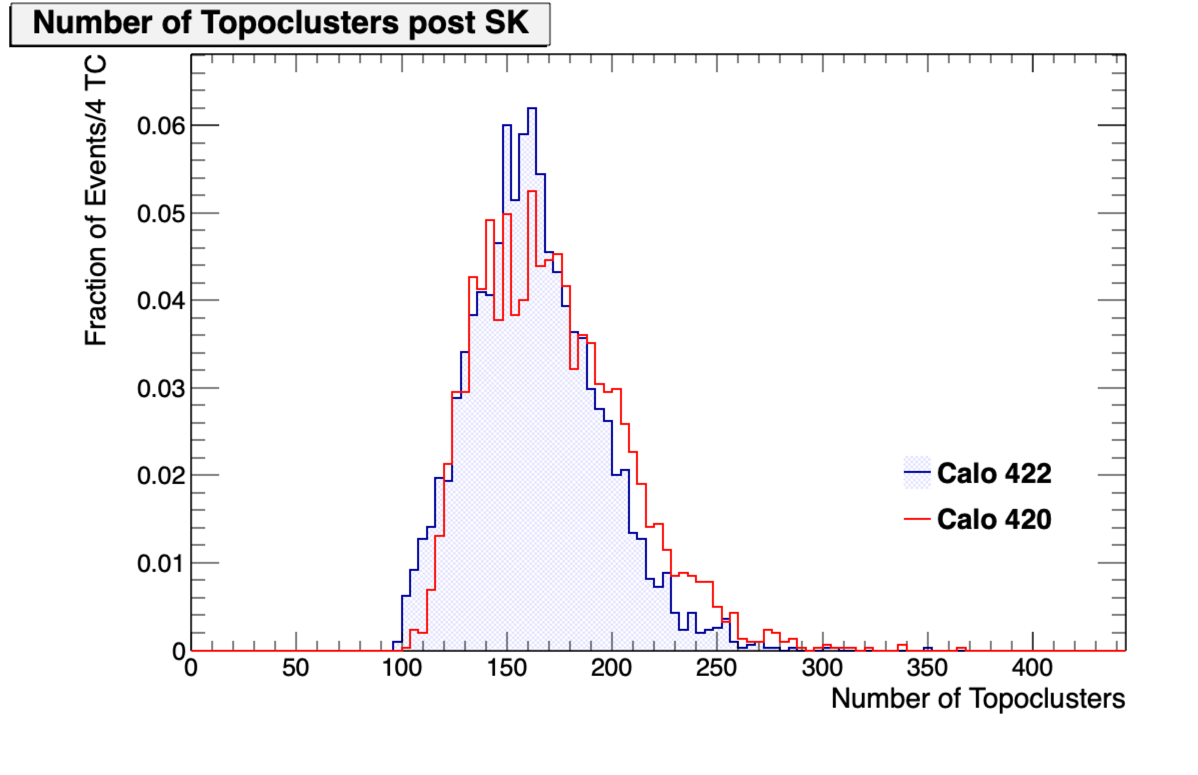 Number of Topoclusters post SK
Fraction of Events/4 TC
0.06
0.05
0.04
0.03
0.02
0.01
0
Calo 422
Calo 420
0 50 100 150 200 250 300 350 400
Number of Topoclusters